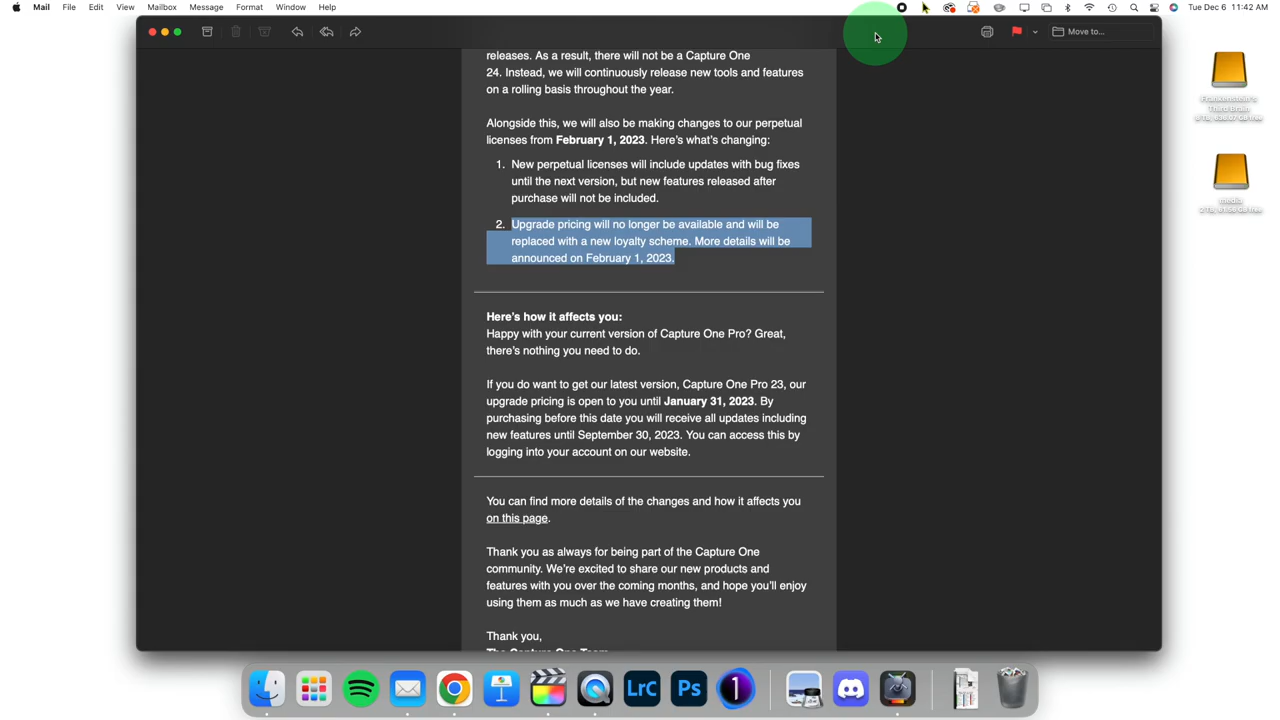 Mail File Edit View Mailbox Message Format Window Help
Tue Dec 6 11:42 AM
Move to...
releases. As a result, there will not be a Capture One
24. Instead, we will continuously release new tools and features
on a rolling basis throughout the year.
Alongside this, we will also be making changes to our perpetual
licenses from February 1, 2023. Here's what's changing:
1. New perpetual licenses will include updates with bug fixes
until the next version, but new features released after
purchase will not be included.
2. Upgrade pricing will no longer be available and will be
replaced with a new loyalty scheme. More details will be
announced on February 1, 2023.
Here's how it affects you:
Happy with your current version of Capture One Pro? Great,
there's nothing you need to do.
If you do want to get our latest version, Capture One Pro 23, our
upgrade pricing is open to you until January 31, 2023. By
purchasing before this date you will receive all updates including
new features until September 30, 2023. You can access this by
logging into your account on our website.
You can find more details of the changes and how it affects you
on this page.
Thank you as always for being part of the Capture One
community. We're excited to share our new products and
features with you over the coming months, and hope you'll enjoy
using them as much as we have creating them!
Thank you,
The Capture One Team
Frankenstein's
Third Brain
media
LrC
Ps
1